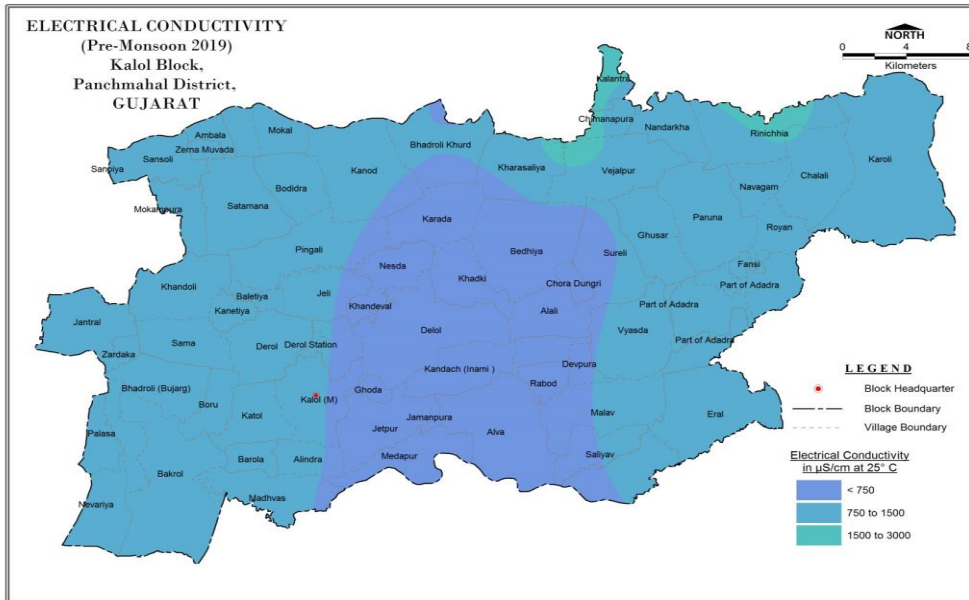 ELECTRICAL CONDUCTIVITY
(Pre-Monsoon 2019)
Kalol Block,
Panchmahal District,
GUJARAT
NORTH
0 4 8
Kilometers
Kalantra
Chimanapura
Nandarkha
Rinichhia
Mokal
Ambala
Zerna Muvada
Bhadroli Khurd
Sansoli
Sanpiya
Kanod
Kharasaliya
Vejalpur
Chalali
Karoli
Bodidra
Navagam
Mokampura
Satamana
Karada
Paruna
Royan
Ghusar
Pingali
Bedhiya
Sureli
Nesda
Fansi
Khandoli
Khadki
Chora Dungri
Part of Adadra
Baletiya
Jeli
Khandeval
Part of Adadra
Kanetiya
Alali
Jantral
Delol
Vyasda
Sama
Derol
Derol Station
Part of Adadra
Zardaka
Devpura
Kandach (Inami )
Bhadroli (Bujarg)
Ghoda
Rabod
Kalol (M)
Boru
Katol
Malav
Eral
Jamanpura
Palasa
Jetpur
Alva
Barola
Alindra
Medapur
Saliyav
Bakrol
Madhvas
Nevariya
LEGEND
Block Headquarter
Block Boundary
Village Boundary
Electrical Conductivity
in µS/cm at 25° C
< 750
750 to 1500
1500 to 3000